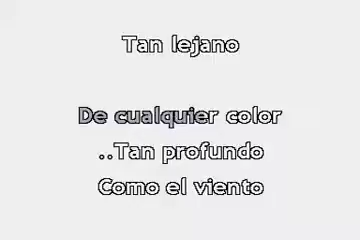 Tan lejano
De cualquier color
..Tan profundo
Como el viento